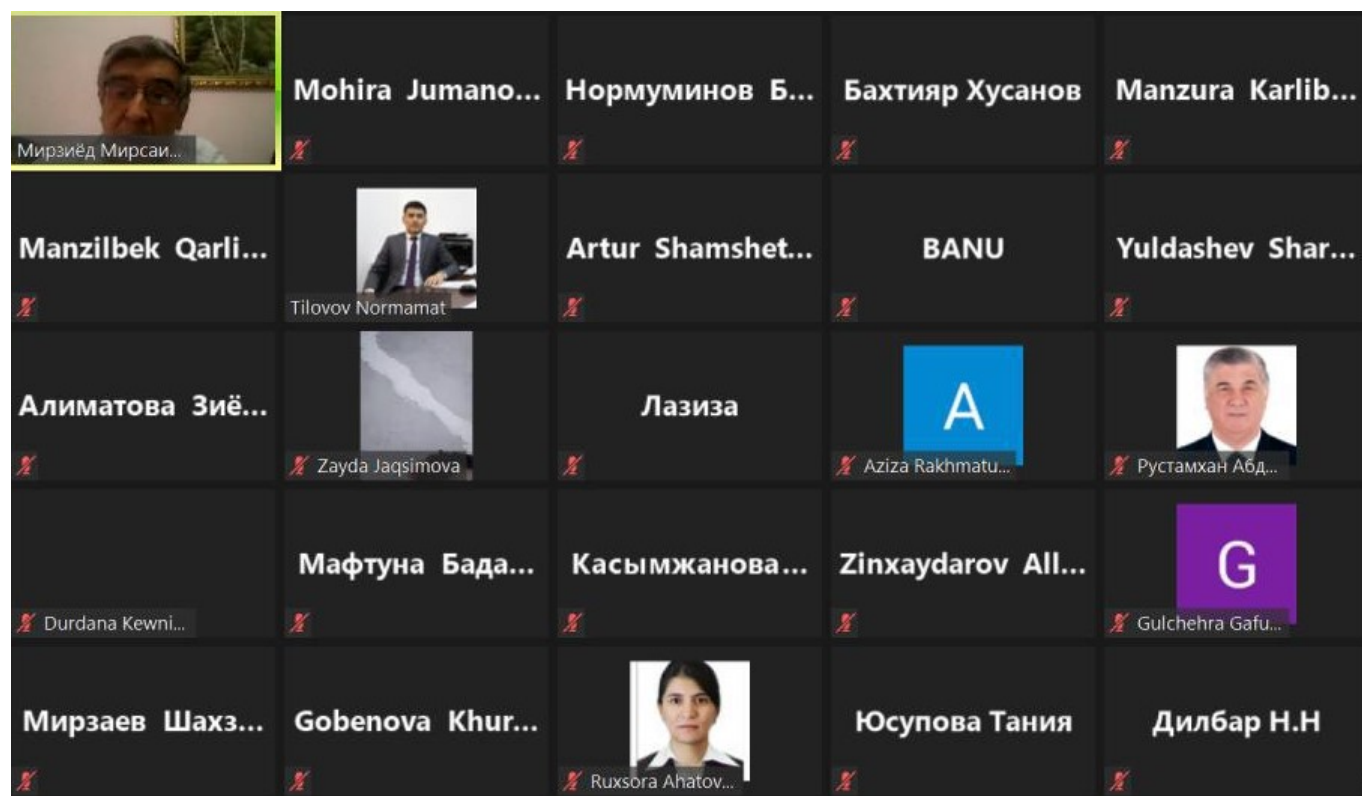 Мирзиёд Мирсаи...
Mohira Jumano...
Нормуминов Б...
Бахтияр Хусанов
Manzura Karlib...
Manzilbek Qarli...
Tilovov Normamat
Artur Shamshet...
BANU
Yuldashev Shar...
Алиматова Зиё...
Zayda Jaqsimova
Лазиза
A
Aziza Rakhmatu...
Рустамхан Абд...
Durdana Kewni...
Мафтуна Бада...
Касымжанова...
Zinxaydarov All...
G
Gulchehra Gafu...
Мирзаев Шахз...
Gobenova Khur...
Ruxsora Ahatov...
Юсупова Тания
Дилбар Н.Н